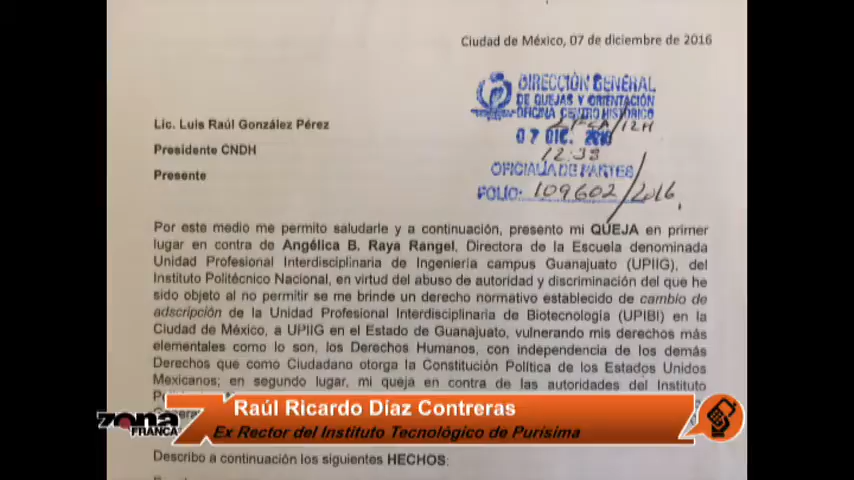 Ciudad de México, 07 de diciembre de 2016
DIRECCIÓN GENERAL
DE QUEJAS Y ORIENTACIÓN
OFICINA CENTRO HISTÓRICO
07 DIC. 2016
12:38
OFICIALIA DE PARTES
FOLIO: 109602/2016
Lic. Luis Raúl González Pérez
Presidente CNDH
Presente
Por este medio me permito saludarle y a continuación, presento mi QUEJA en primer
lugar en contra de Angélica B. Raya Rangel, Directora de la Escuela denominada
Unidad Profesional Interdisciplinaria de Ingeniería campus Guanajuato (UPIIG), del
Instituto Politécnico Nacional, en virtud del abuso de autoridad y discriminación del que he
sido objeto al no permitir se me brinde un derecho normativo establecido de cambio de
adscripción de la Unidad Profesional Interdisciplinaria de Biotecnología (UPIBI) en la
Ciudad de México, a UPIIG en el Estado de Guanajuato, vulnerando mis derechos más
elementales como lo son, los Derechos Humanos, con independencia de los demás
Derechos que como Ciudadano otorga la Constitución Política de los Estados Unidos
Mexicanos; en segundo lugar, mi queja en contra de las autoridades del Instituto
Raúl Ricardo Díaz Contreras
zona
FRANCA
Ex Rector del Instituto Tecnológico de Purísima
Describo a continuación los siguientes HECHOS: